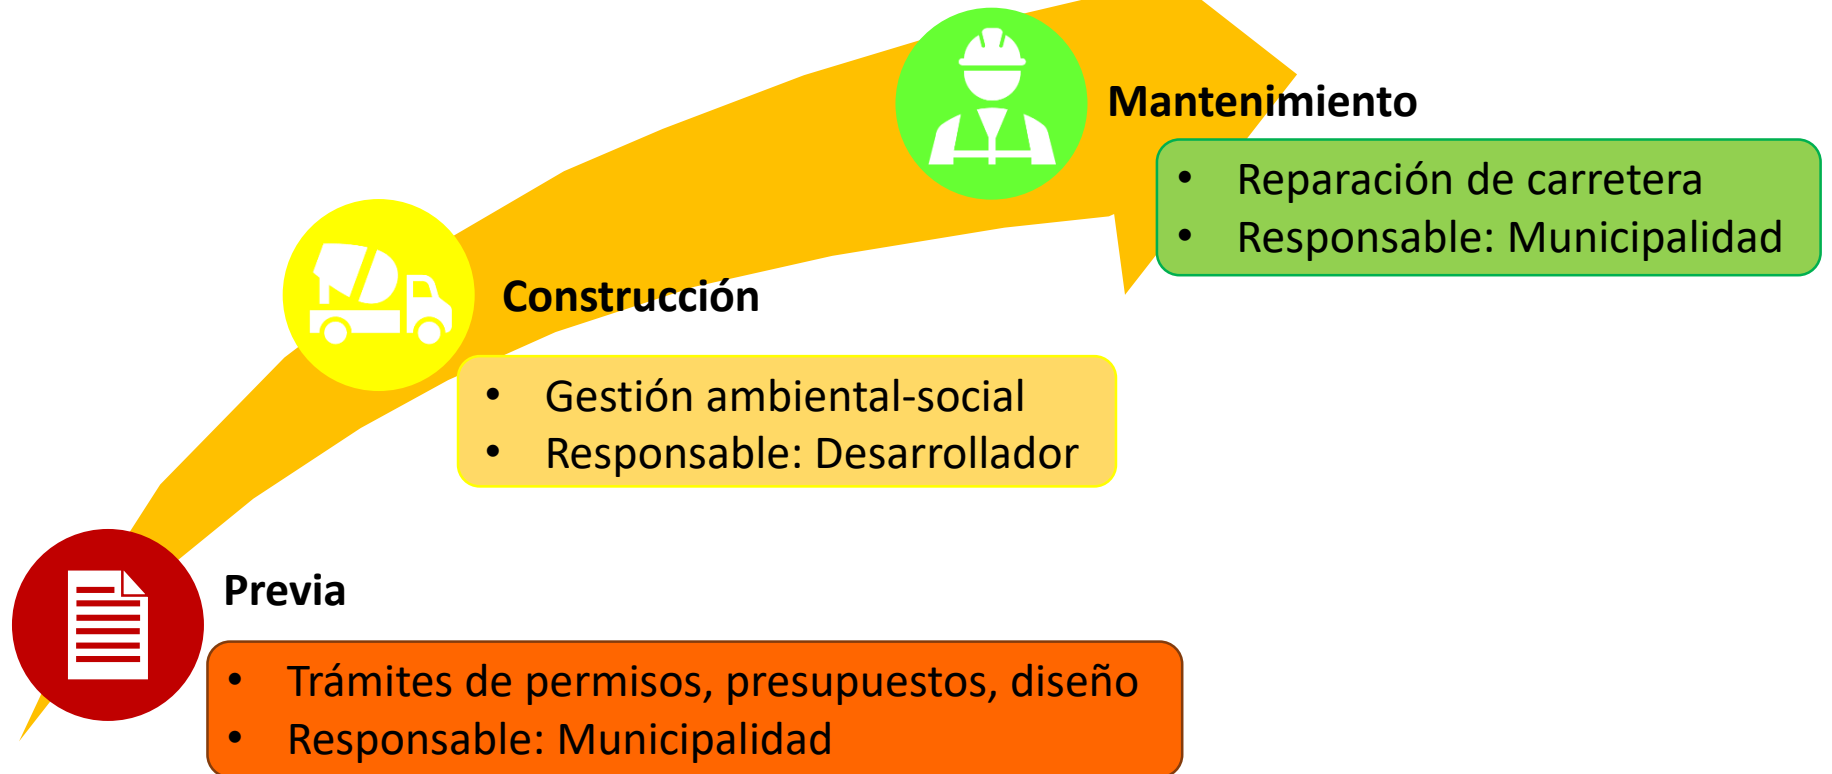 Mantenimiento
• Reparación de carretera
• Responsable: Municipalidad
Construcción
• Gestión ambiental-social
• Responsable: Desarrollador
Previa
• Trámites de permisos, presupuestos, diseño
• Responsable: Municipalidad